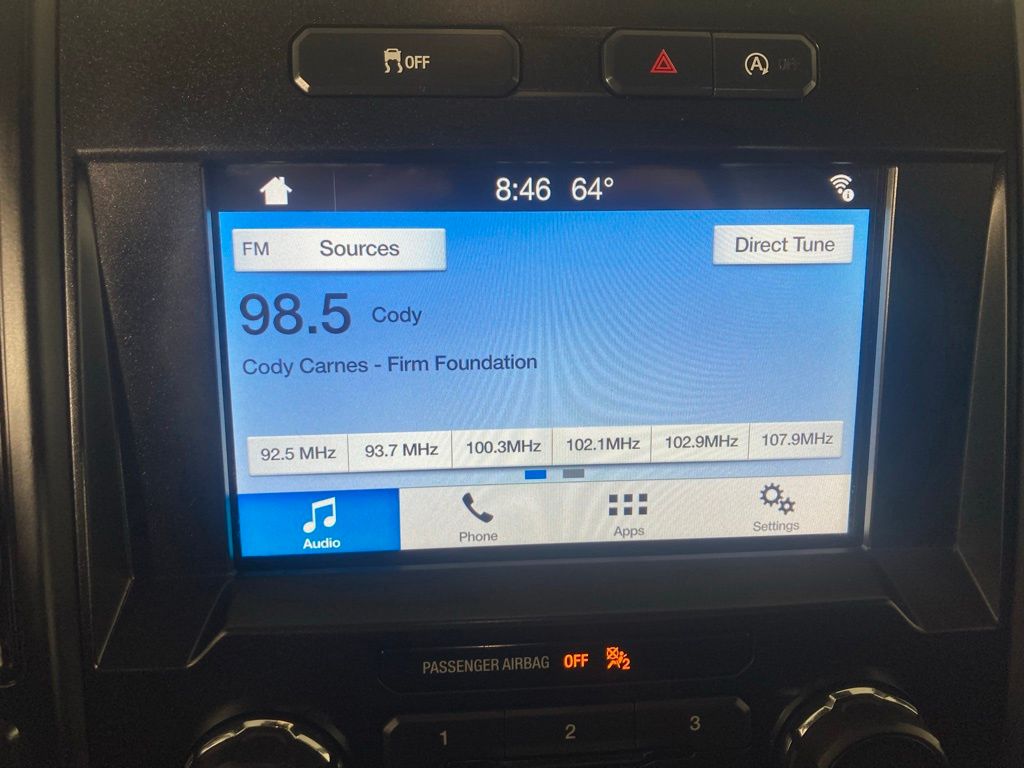 OFF
A OFF
8:46 64°
FM Sources Direct Tune
98.5 Cody
Cody Carnes - Firm Foundation
92.5 MHz 93.7 MHz 100.3MHz 102.1MHz 102.9MHz 107.9MHz
Audio Phone Apps Settings
PASSENGER AIRBAG OFF 2
1 2 3